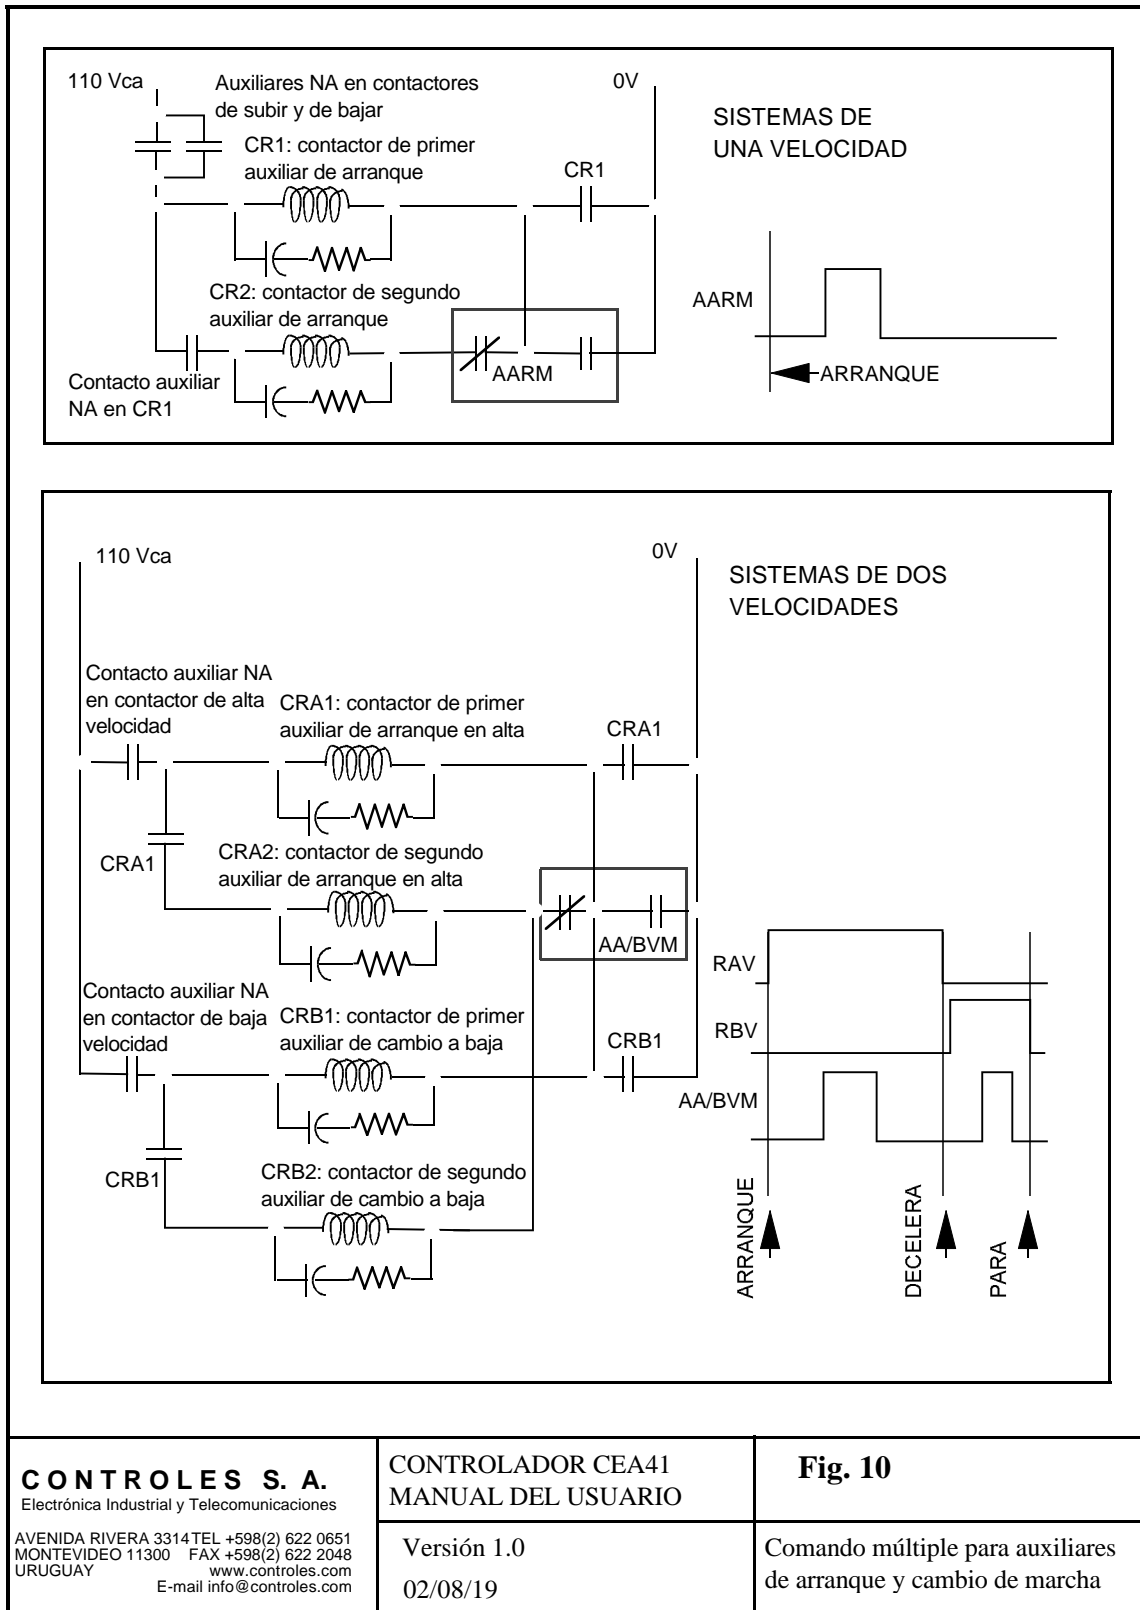 110 Vca
Auxiliares NA en contactores
de subir y de bajar
0V
SISTEMAS DE
UNA VELOCIDAD
CR1: contactor de primer
auxiliar de arranque
CR1
CR2: contactor de segundo
auxiliar de arranque
AARM
Contacto auxiliar
NA en CR1
AARM
ARRANQUE
110 Vca
0V
SISTEMAS DE DOS
VELOCIDADES
Contacto auxiliar NA
en contactor de alta
velocidad
CRA1: contactor de primer
auxiliar de arranque en alta
CRA1
CRA1
CRA2: contactor de segundo
auxiliar de arranque en alta
AA/BVM
Contacto auxiliar NA
en contactor de baja
velocidad
CRB1: contactor de primer
auxiliar de cambio a baja
CRB1
CRB1
CRB2: contactor de segundo
auxiliar de cambio a baja
RAV
RBV
AA/BVM
ARRANQUE
DECELERA
PARA
CONTROLES S. A.
Electrónica Industrial y Telecomunicaciones
AVENIDA RIVERA 3314 TEL +598(2) 622 0651
MONTEVIDEO 11300 FAX +598(2) 622 2048
URUGUAY www.controles.com
E-mail info@controles.com
CONTROLADOR CEA41
MANUAL DEL USUARIO
Versión 1.0
02/08/19
Fig. 10
Comando múltiple para auxiliares
de arranque y cambio de marcha